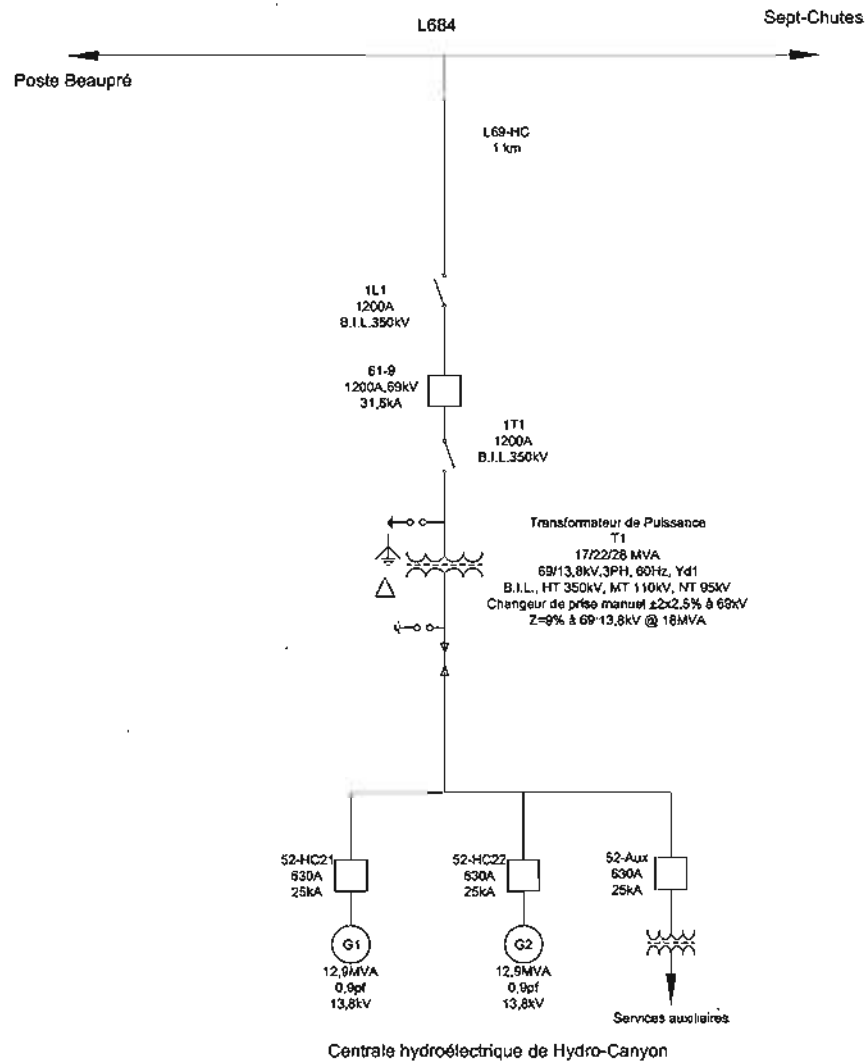 L684
Sept-Chutes
Poste Beaupré
L69-HC
1 km
1L1
1200A
B.I.L.350kV
61-9
1200A,69kV
31,5kA
1T1
1200A
B.I.L.350kV
Transformateur de Puissance
T1
17/22/28 MVA
69/13,8kV,3PH, 60Hz, Yd1
B.I.L., HT 350kV, MT 110kV, NT 95kV
Changeur de prise manuel ±2x2,5% à 69kV
Z=9% à 69·13,8kV @ 18MVA
52-HC21
630A
25kA
52-HC22
630A
25kA
52-Aux
630A
25kA
G1
12,9MVA
0,9pf
13,8kV
G2
12,9MVA
0,9pf
13,8kV
Services auxiliaires
Centrale hydroélectrique de Hydro-Canyon